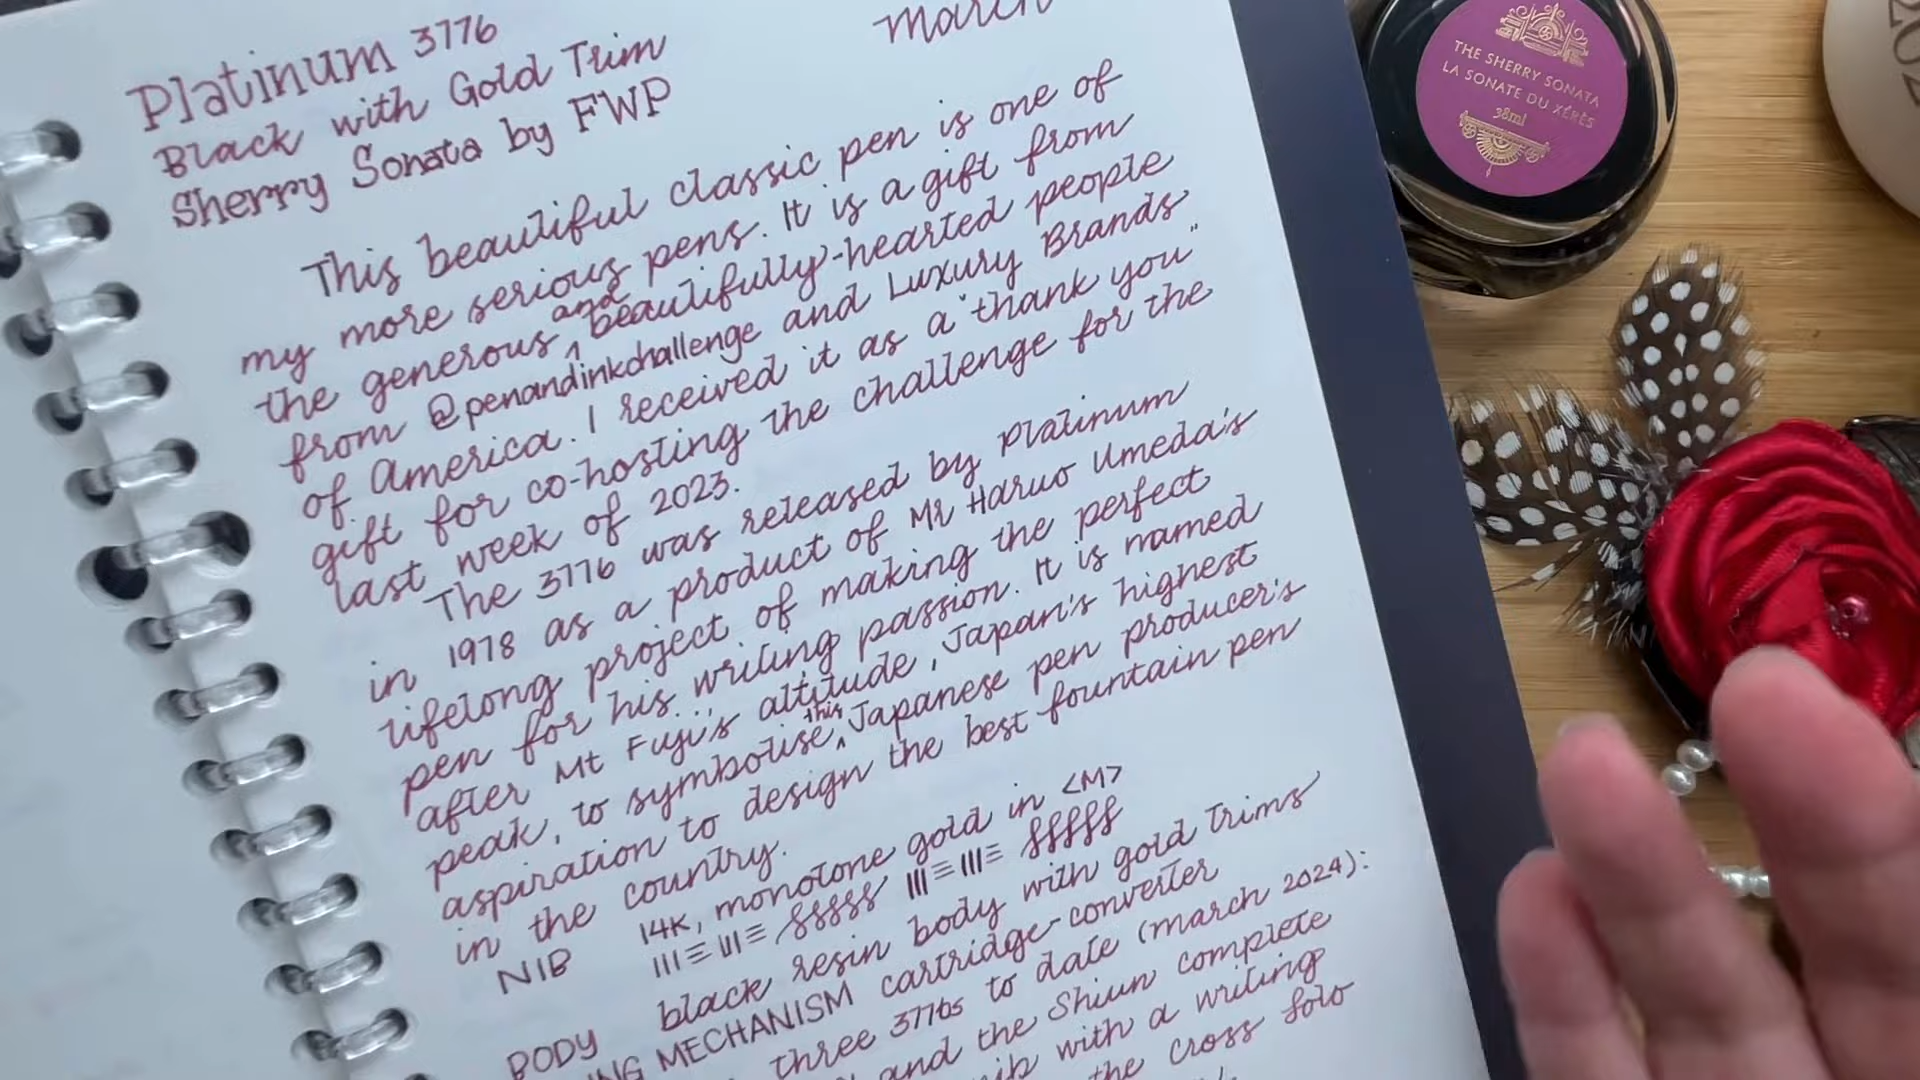 March
Platinum 3776
Black with Gold Trim
Sherry Sonata by FWP
This beautiful classic pen is one of
my more serious pens. It is a gift from
the generous and beautifully-hearted people
from @penandinkchallenge and Luxury Brands
of America. I received it as a "thank you"
gift for co-hosting the challenge for the
last week of 2023.
The 3776 was released by Platinum
in 1978 as a product of Mr Haruo Umeda's
lifelong project of making the perfect
pen for his writing passion. It is named
after Mt Fuji's altitude, Japan's highest
peak, to symbolise this Japanese pen producer's
aspiration to design the best fountain pen
in the country.
NIB 14K, monotone gold in <M>
BODY black resin body with gold trims
MECHANISM cartridge-converter
three 3776s to date (March 2024):
and the Shiun complete
nib with a writing
the cross solo
THE SHERRY SONATA
LA SONATE DU XÉRÈS
38ml
202